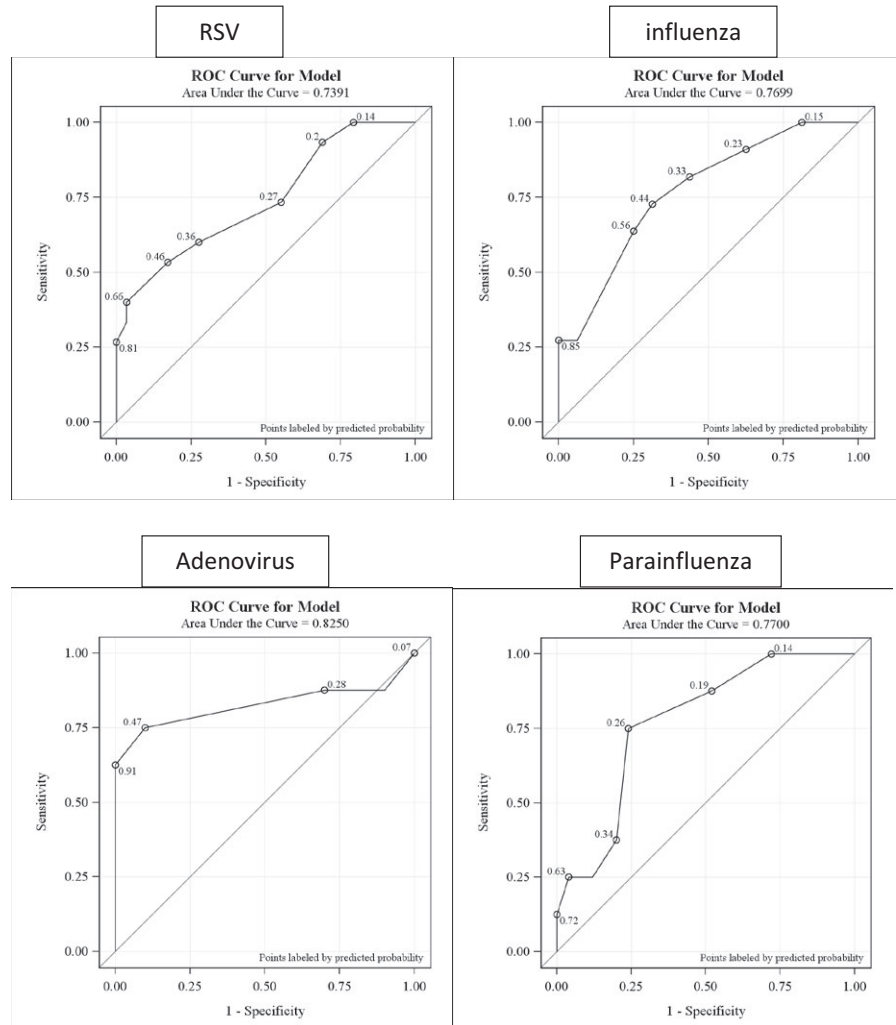 RSV
ROC Curve for Model
Area Under the Curve = 0.7391
1.00
0.75
0.50
0.25
0.00
Sensitivity
0.14
0.2
0.27
0.36
0.46
0.66
0.81
Points labeled by predicted probability
0.00 0.25 0.50 0.75 1.00
1 - Specificity
influenza
ROC Curve for Model
Area Under the Curve = 0.7699
1.00
0.75
0.50
0.25
0.00
Sensitivity
0.15
0.23
0.33
0.44
0.56
0.85
Points labeled by predicted probability
0.00 0.25 0.50 0.75 1.00
1 - Specificity
Adenovirus
ROC Curve for Model
Area Under the Curve = 0.8250
1.00
0.75
0.50
0.25
0.00
Sensitivity
0.07
0.28
0.47
0.91
Points labeled by predicted probability
0.00 0.25 0.50 0.75 1.00
1 - Specificity
Parainfluenza
ROC Curve for Model
Area Under the Curve = 0.7700
1.00
0.75
0.50
0.25
0.00
Sensitivity
0.14
0.19
0.26
0.34
0.63
0.72
Points labeled by predicted probability
0.00 0.25 0.50 0.75 1.00
1 - Specificity